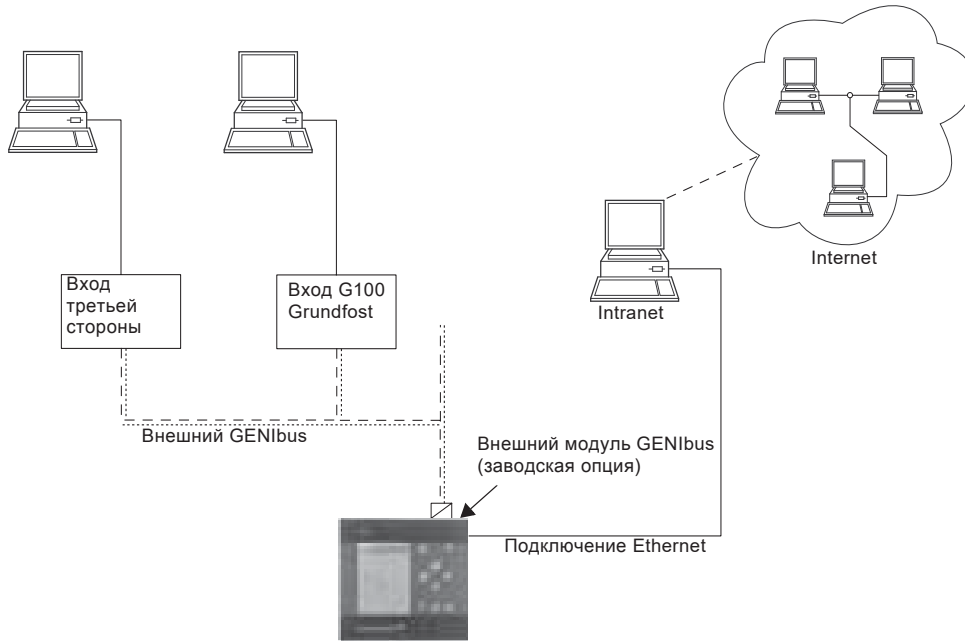 Internet
Вход
третьей
стороны
Вход G100
Grundfost
Intranet
Внешний GENIbus
Внешний модуль GENIbus
(заводская опция)
Подключение Ethernet